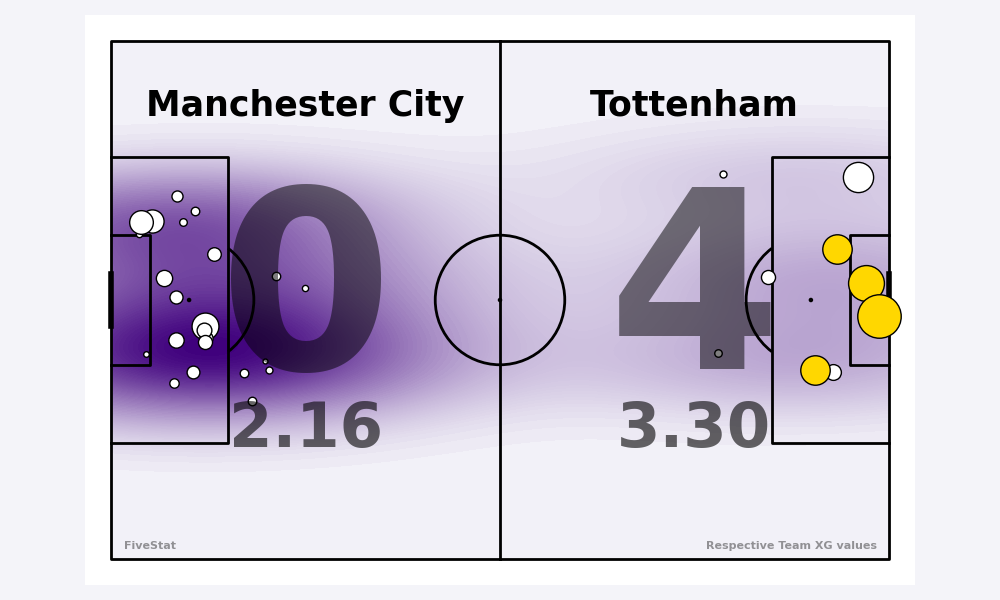 Manchester City
Tottenham
0
4
2.16
3.30
FiveStat
Respective Team XG values